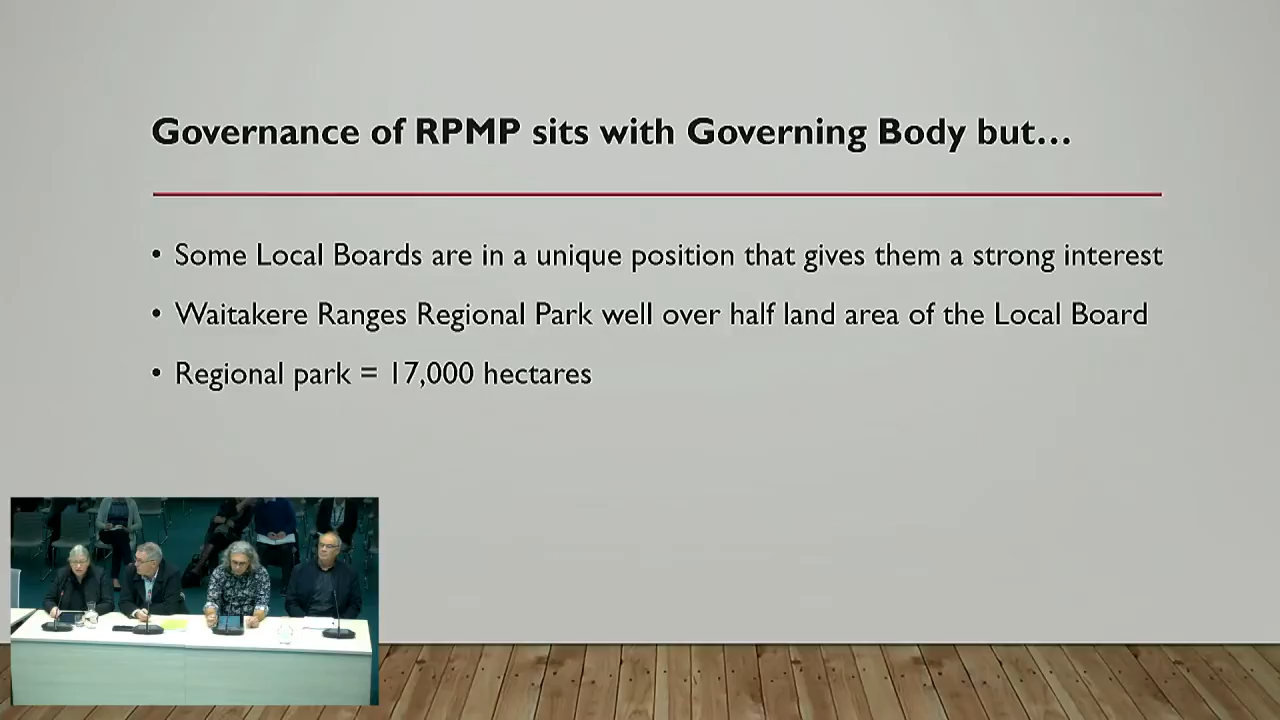 Governance of RPMP sits with Governing Body but…
• Some Local Boards are in a unique position that gives them a strong interest
• Waitakere Ranges Regional Park well over half land area of the Local Board
• Regional park = 17,000 hectares